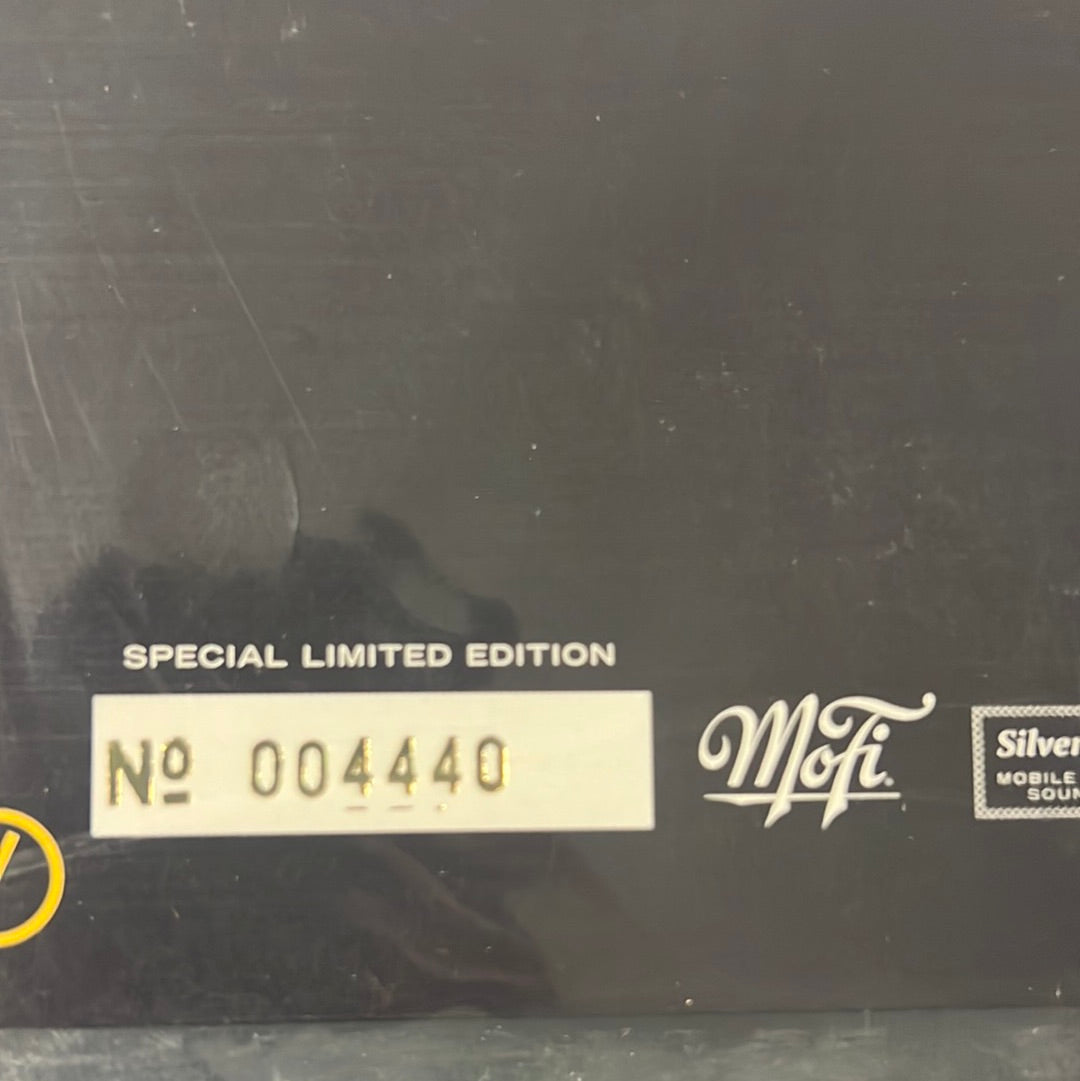 SPECIAL LIMITED EDITION
Nº 004440
MoFi
Silver
MOBILE
SOUN